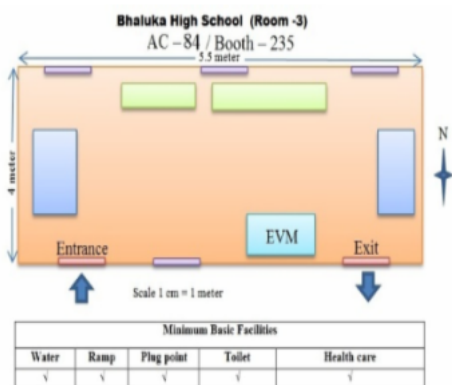 Bhaluka High School (Room -3)
AC – 84 / Booth – 235
5.5 meter
4 meter
N
EVM
Entrance
Exit
Scale 1 cm = 1 meter
Minimum Basic Facilities
Water Ramp Plug point Toilet Health care
√ √ √ √ √